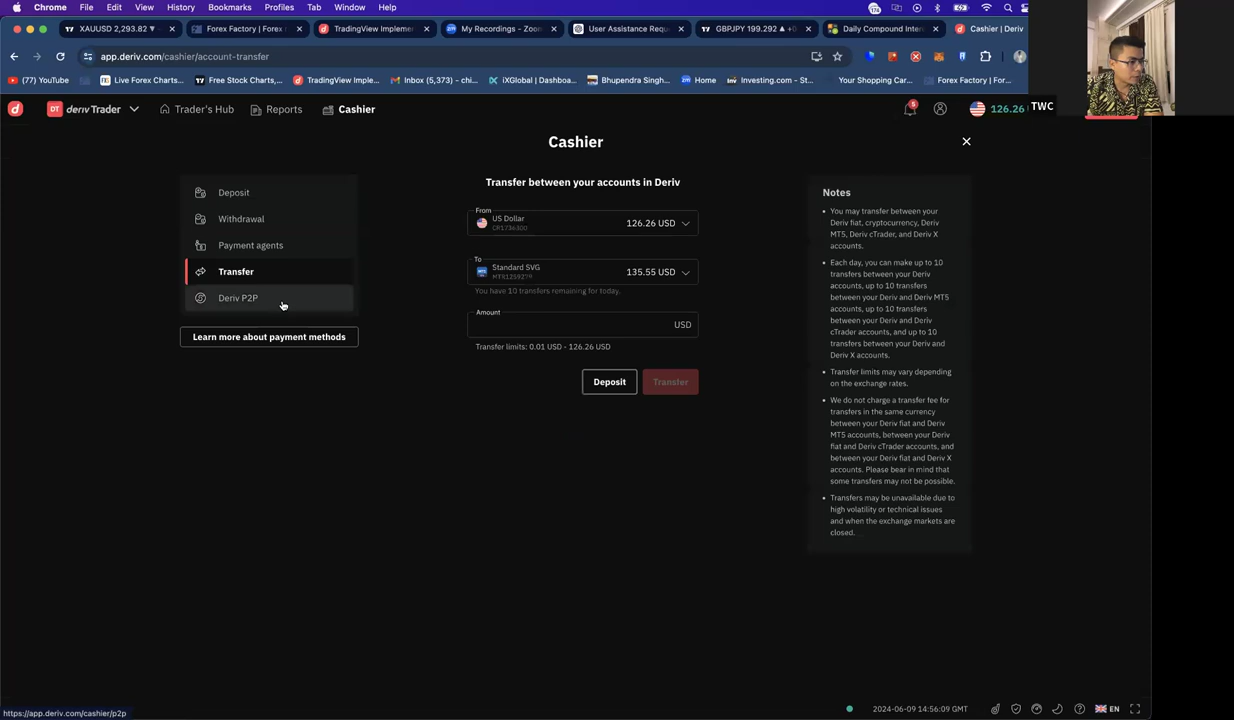 Chrome File Edit View History Bookmarks Profiles Tab Window Help
XAUUSD 2,293.82 ▼ Forex Factory | Forex TradingView Impleme My Recordings - Zoom User Assistance Reques GBPJPY 199.292 ▲ Daily Compound Inter Cashier | Deriv
app.deriv.com/cashier/account-transfer
(77) YouTube Live Forex Charts,... Free Stock Charts,... TradingView Imple... Inbox (5,373) - chi... iXGlobal | Dashboa... Bhupendra Singh... Home Investing.com - St... Your Shopping Car... Forex Factory | For...
deriv Trader Trader's Hub Reports Cashier 5 126.26 TWC
Cashier
Deposit
Withdrawal
Payment agents
Transfer
Deriv P2P
Learn more about payment methods
Transfer between your accounts in Deriv
From
US Dollar 126.26 USD
To
Standard SVG 135.55 USD
You have 10 transfers remaining for today.
Amount
USD
Transfer limits: 0.01 USD - 126.26 USD
Deposit Transfer
Notes
• You may transfer between your
Deriv fiat, cryptocurrency, Deriv
MT5, Deriv cTrader, and Deriv X
accounts.
• Each day, you can make up to 10
transfers between your Deriv
accounts, up to 10 transfers
between your Deriv and Deriv MT5
accounts, up to 10 transfers
between your Deriv and Deriv
cTrader accounts, and up to 10
transfers between your Deriv and
Deriv X accounts.
• Transfer limits may vary depending
on the exchange rates.
• We do not charge a transfer fee for
transfers in the same currency
between your Deriv fiat and Deriv
MT5 accounts, between your Deriv
fiat and Deriv cTrader accounts, and
between your Deriv fiat and Deriv X
accounts. Please bear in mind that
some transfers may not be possible.
• Transfers may be unavailable due to
high volatility or technical issues
and when the exchange markets are
closed.
https://app.deriv.com/cashier/p2p
2024-06-09 14:56:09 GMT EN